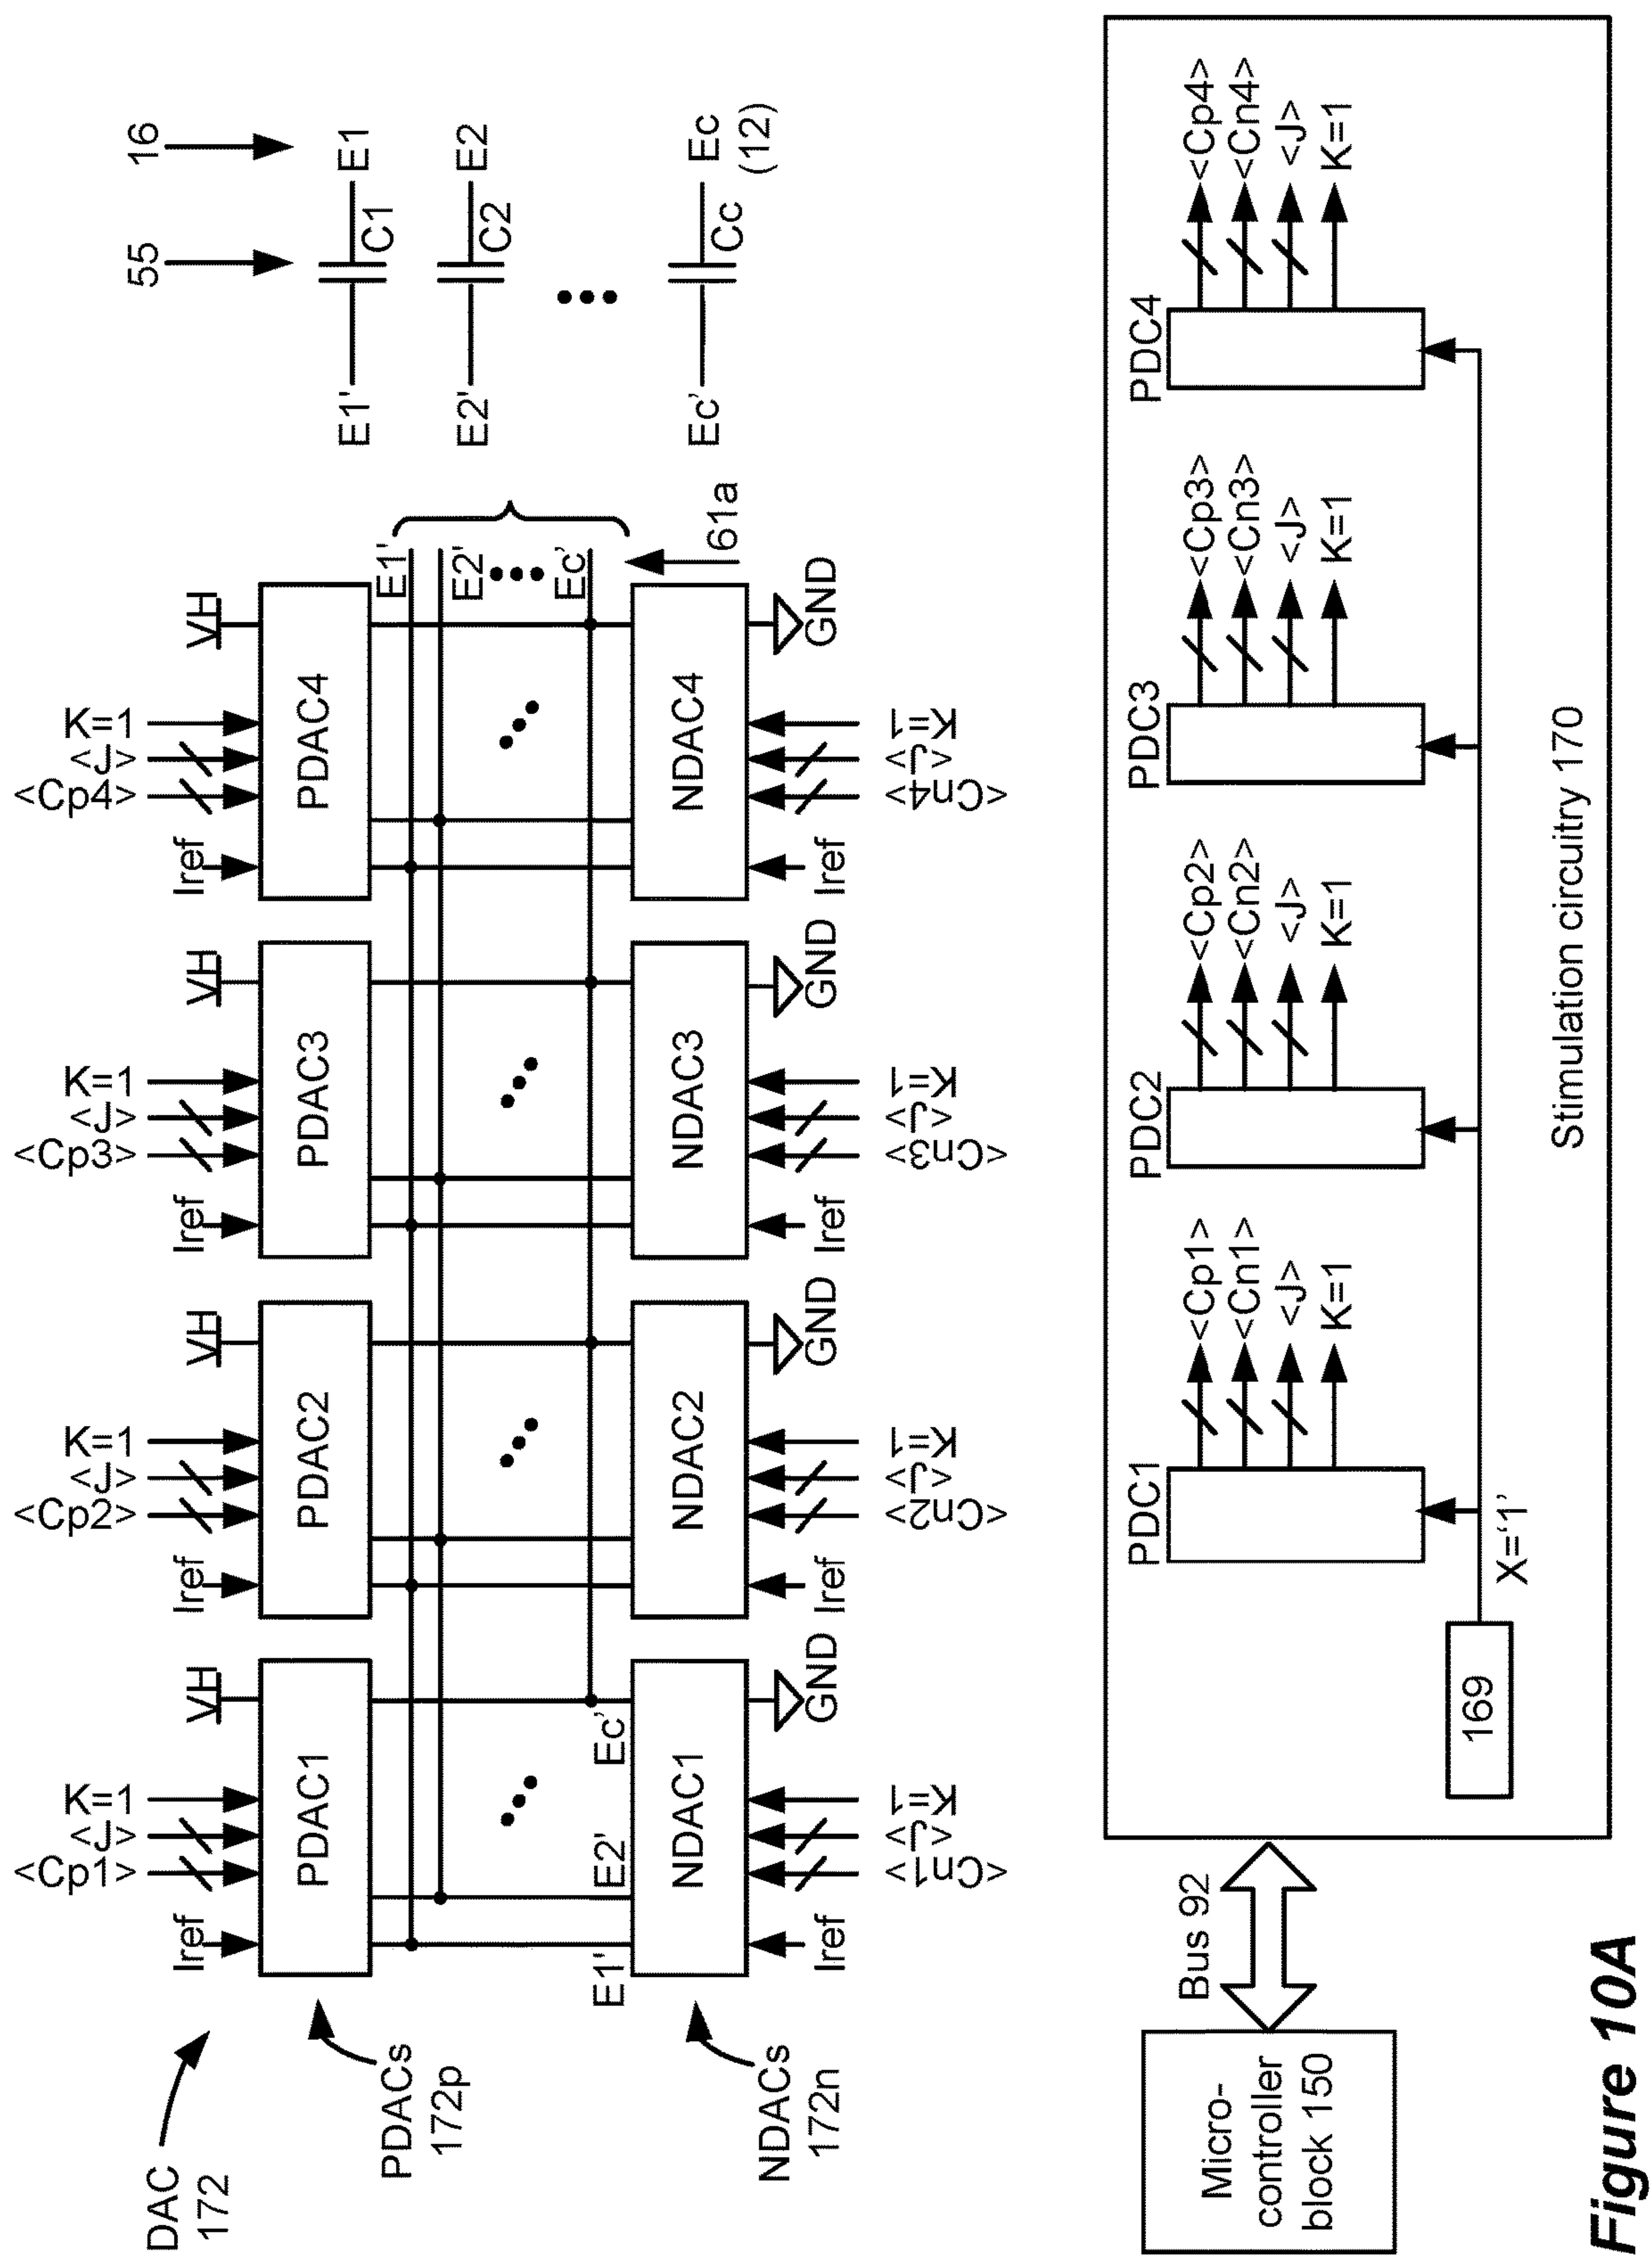 DAC
172
<Cp1>
<J>
K=1
Iref
VH
<Cp2>
<J>
K=1
Iref
VH
<Cp3>
<J>
K=1
Iref
VH
<Cp4>
<J>
K=1
Iref
VH
PDACs
172p
PDAC1
PDAC2
PDAC3
PDAC4
E1'
E2'
Ec'
E1'
E2'
Ec'
61a
NDACs
172n
NDAC1
NDAC2
NDAC3
NDAC4
Iref
<Cn1>
<J>
K=1
GND
Iref
<Cn2>
<J>
K=1
GND
Iref
<Cn3>
<J>
K=1
GND
Iref
<Cn4>
<J>
K=1
GND
55
16
E1'
C1
E1
E2'
C2
E2
Ec'
Cc
Ec
(12)
Micro-
controller
block 150
Bus 92
169
X='1'
PDC1
<Cp1>
<Cn1>
<J>
K=1
PDC2
<Cp2>
<Cn2>
<J>
K=1
PDC3
<Cp3>
<Cn3>
<J>
K=1
PDC4
<Cp4>
<Cn4>
<J>
K=1
Stimulation circuitry 170
Figure 10A